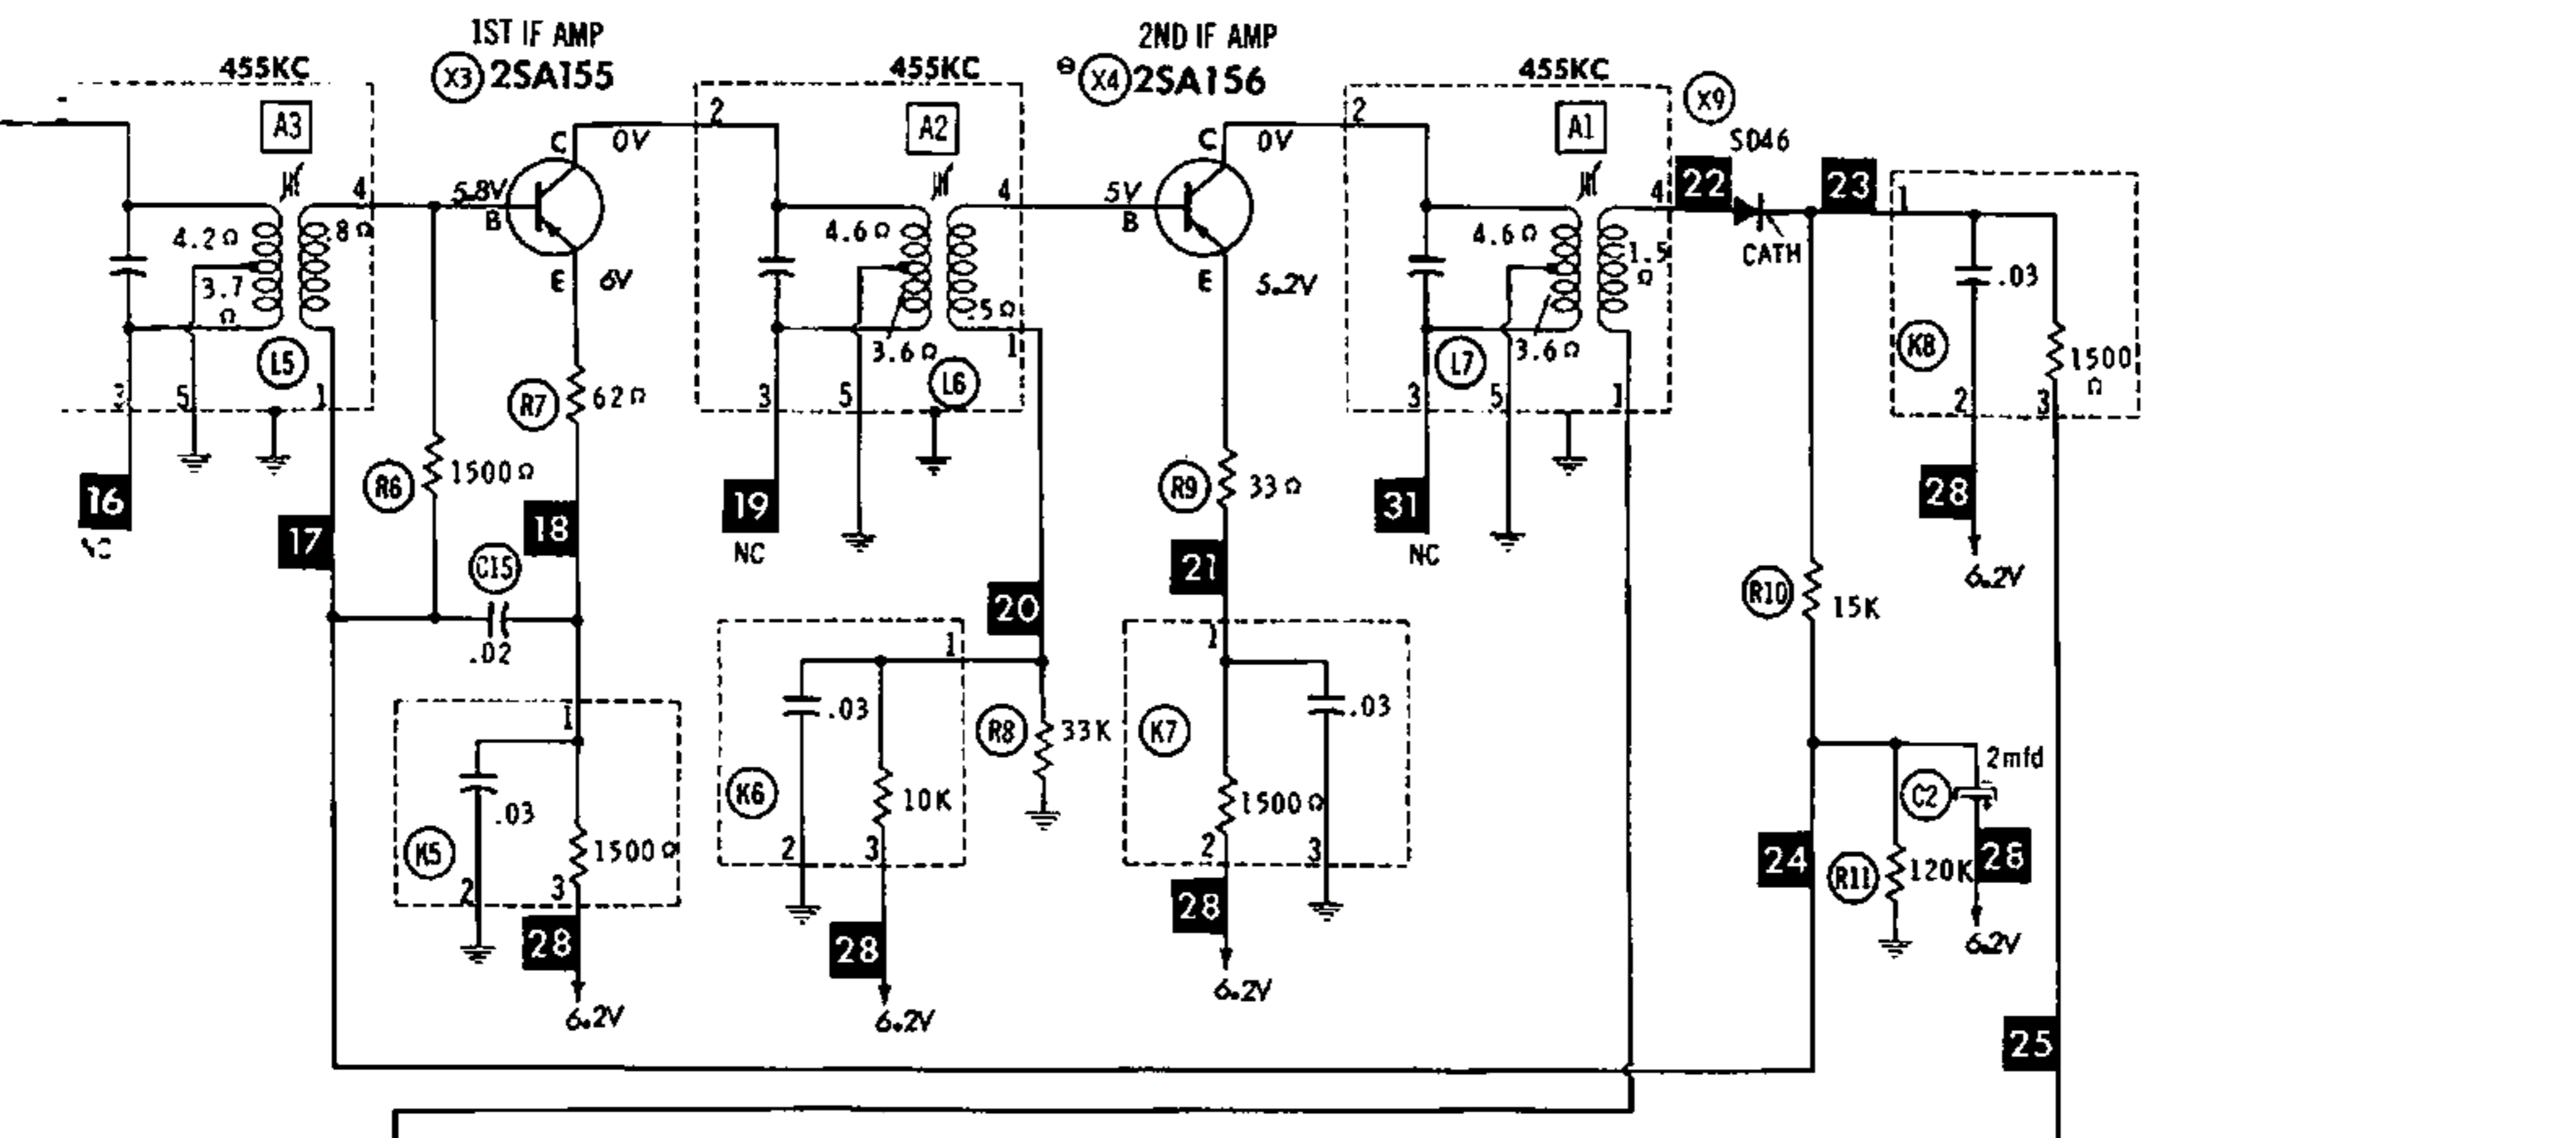 1ST IF AMP
X3 2SA155
2ND IF AMP
⊖ X4 2SA156
455KC
455KC
455KC
X9
S046
A3
A2
A1
2
2
C
0V
C
0V
4
5.8V
B
4
5V
B
4
22
23
1
4.2Ω
.8Ω
4.6Ω
4.6Ω
1.5
Ω
CATH
3.7
Ω
E
6V
.5Ω
E
5.2V
.03
3.6Ω
1
3.6Ω
K8
1500
Ω
L5
L6
L7
3
5
1
R7
62Ω
3
5
3
5
1
2
3
R6
1500Ω
R9
33Ω
16
NC
17
18
19
NC
31
NC
28
6.2V
C15
.02
20
21
R10
15K
1
1
1
.03
R8
33K
K7
.03
K5
.03
1500Ω
K6
10K
1500Ω
2mfd
C2
2
3
2
3
2
3
24
R11
120K
28
6.2V
28
6.2V
28
6.2V
28
6.2V
25